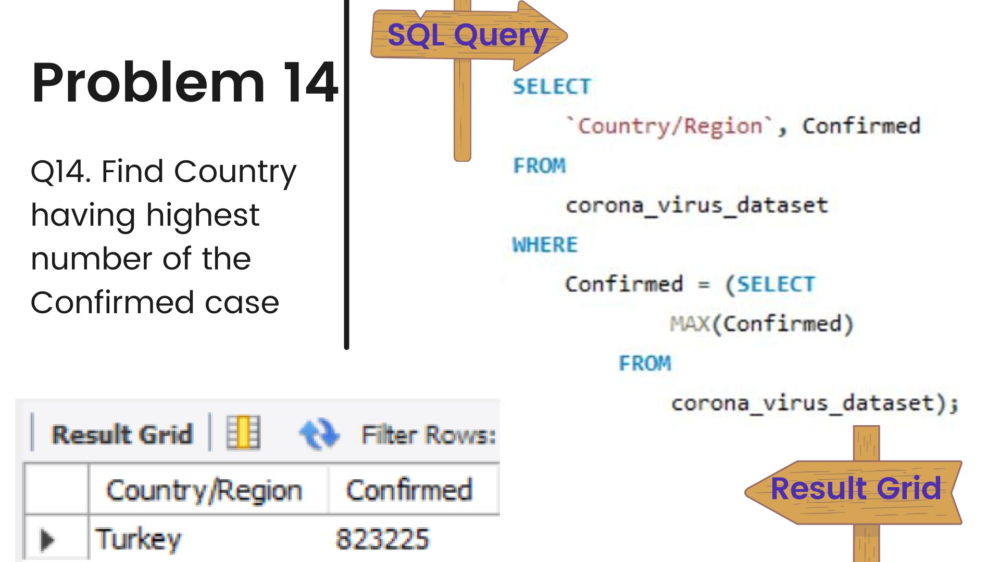 Problem 14
Q14. Find Country
having highest
number of the
Confirmed case
SQL Query
SELECT
`Country/Region`, Confirmed
FROM
corona_virus_dataset
WHERE
Confirmed = (SELECT
MAX(Confirmed)
FROM
corona_virus_dataset);
Result Grid
Result Grid Filter Rows:
Country/Region Confirmed
Turkey 823225